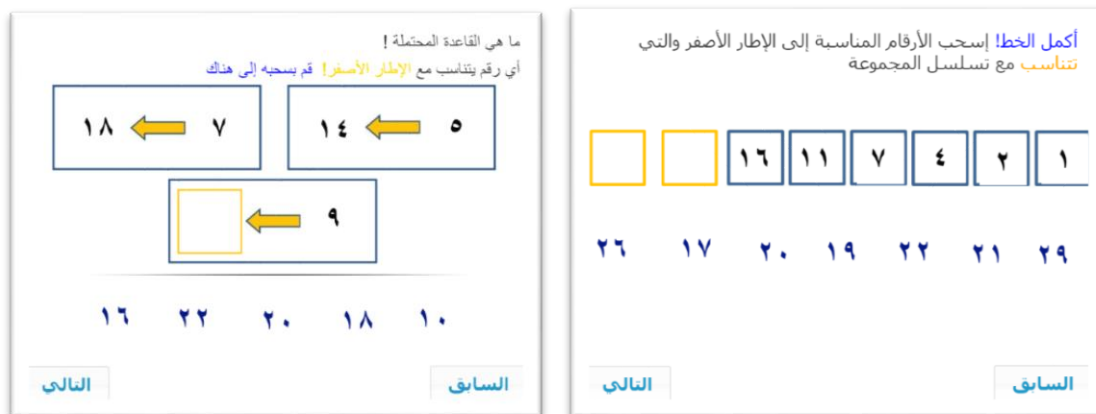 أكمل الخط! إسحب الأرقام المناسبة إلى الإطار الأصفر والتي
تتناسب مع تسلسل المجموعة
١ ٢ ٤ ٧ ١١ ١٦
٢٩ ٢١ ٢٢ ١٩ ٢٠ ١٧ ٢٦
السابق التالي
ما هي القاعدة المحتملة !
أي رقم يتناسب مع الإطار الأصفر! قم بسحبه إلى هناك
٥ ١٤ ٧ ١٨
٩
١٠ ١٨ ٢٠ ٢٢ ١٦
السابق التالي